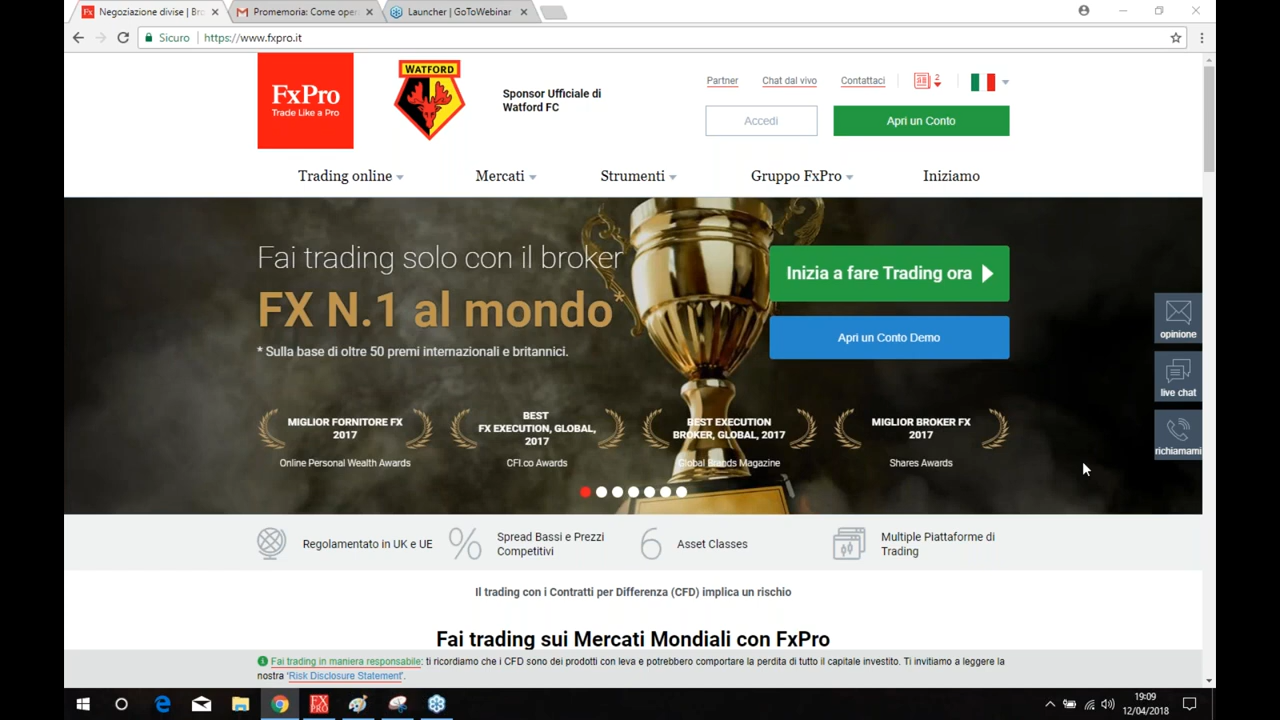 Negoziazione divise | Bro
Promemoria: Come oper
Launcher | GoToWebinar
Sicuro
https://www.fxpro.it
FxPro
Trade Like a Pro
WATFORD
Sponsor Ufficiale di
Watford FC
Partner
Chat dal vivo
Contattaci
2
Accedi
Apri un Conto
Trading online
Mercati
Strumenti
Gruppo FxPro
Iniziamo
Fai trading solo con il broker
FX N.1 al mondo*
* Sulla base di oltre 50 premi internazionali e britannici.
Inizia a fare Trading ora
Apri un Conto Demo
opinione
live chat
richiamami
MIGLIOR FORNITORE FX
2017
Online Personal Wealth Awards
BEST
FX EXECUTION, GLOBAL,
2017
CFI.co Awards
BEST EXECUTION
BROKER, GLOBAL, 2017
Global Brands Magazine
MIGLIOR BROKER FX
2017
Shares Awards
Regolamentato in UK e UE
%
Spread Bassi e Prezzi
Competitivi
6
Asset Classes
Multiple Piattaforme di
Trading
Il trading con i Contratti per Differenza (CFD) implica un rischio
Fai trading sui Mercati Mondiali con FxPro
Fai trading in maniera responsabile: ti ricordiamo che i CFD sono dei prodotti con leva e potrebbero comportare la perdita di tutto il capitale investito. Ti invitiamo a leggere la
nostra 'Risk Disclosure Statement'.
FX
PRO
19:09
12/04/2018